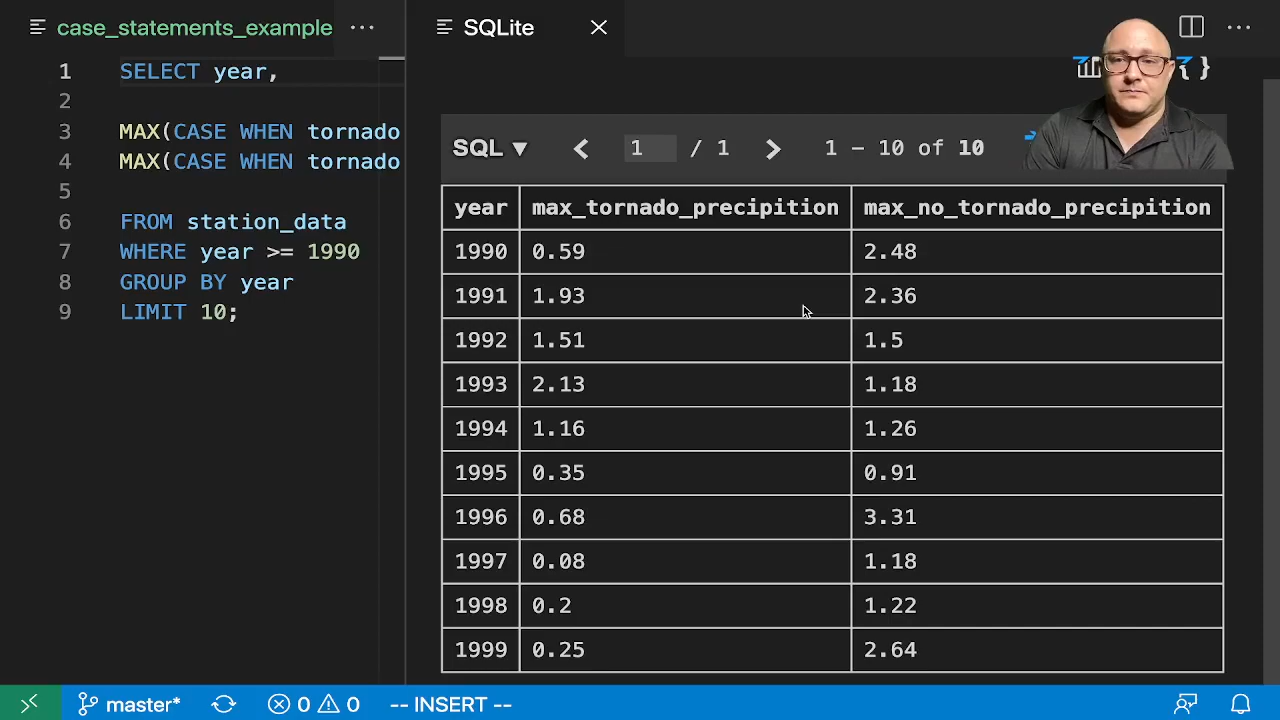 case_statements_example ···
SQLite
1 SELECT year,
2
3 MAX(CASE WHEN tornado
4 MAX(CASE WHEN tornado
5
6 FROM station_data
7 WHERE year >= 1990
8 GROUP BY year
9 LIMIT 10;
{ }
SQL ▼ < 1 / 1 > 1 – 10 of 10
year max_tornado_precipition max_no_tornado_precipition
1990 0.59 2.48
1991 1.93 2.36
1992 1.51 1.5
1993 2.13 1.18
1994 1.16 1.26
1995 0.35 0.91
1996 0.68 3.31
1997 0.08 1.18
1998 0.2 1.22
1999 0.25 2.64
master* 0 0 -- INSERT --